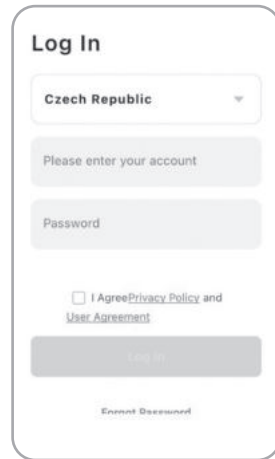 Log In
Czech Republic
Please enter your account
Password
I AgreePrivacy Policy and
User Agreement
Log In
Forgot Password